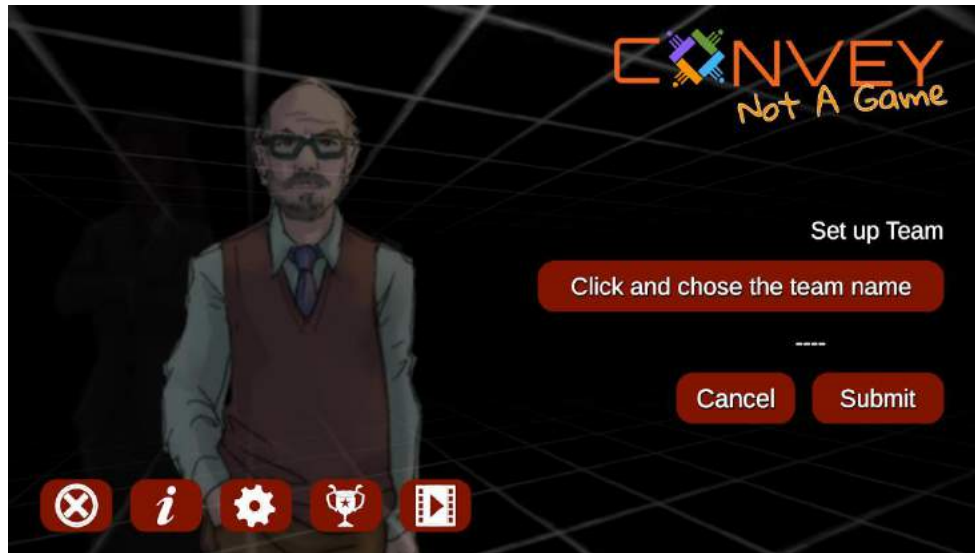 CONVEY
Not A Game
Set up Team
Click and chose the team name
----
Cancel
Submit
i